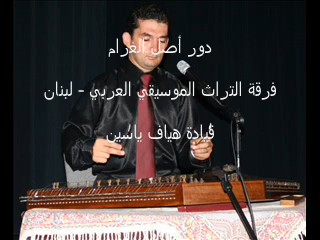 دور أصل الغرام
فرقة التراث الموسيقي العربي - لبنان
قيادة هياف ياسين